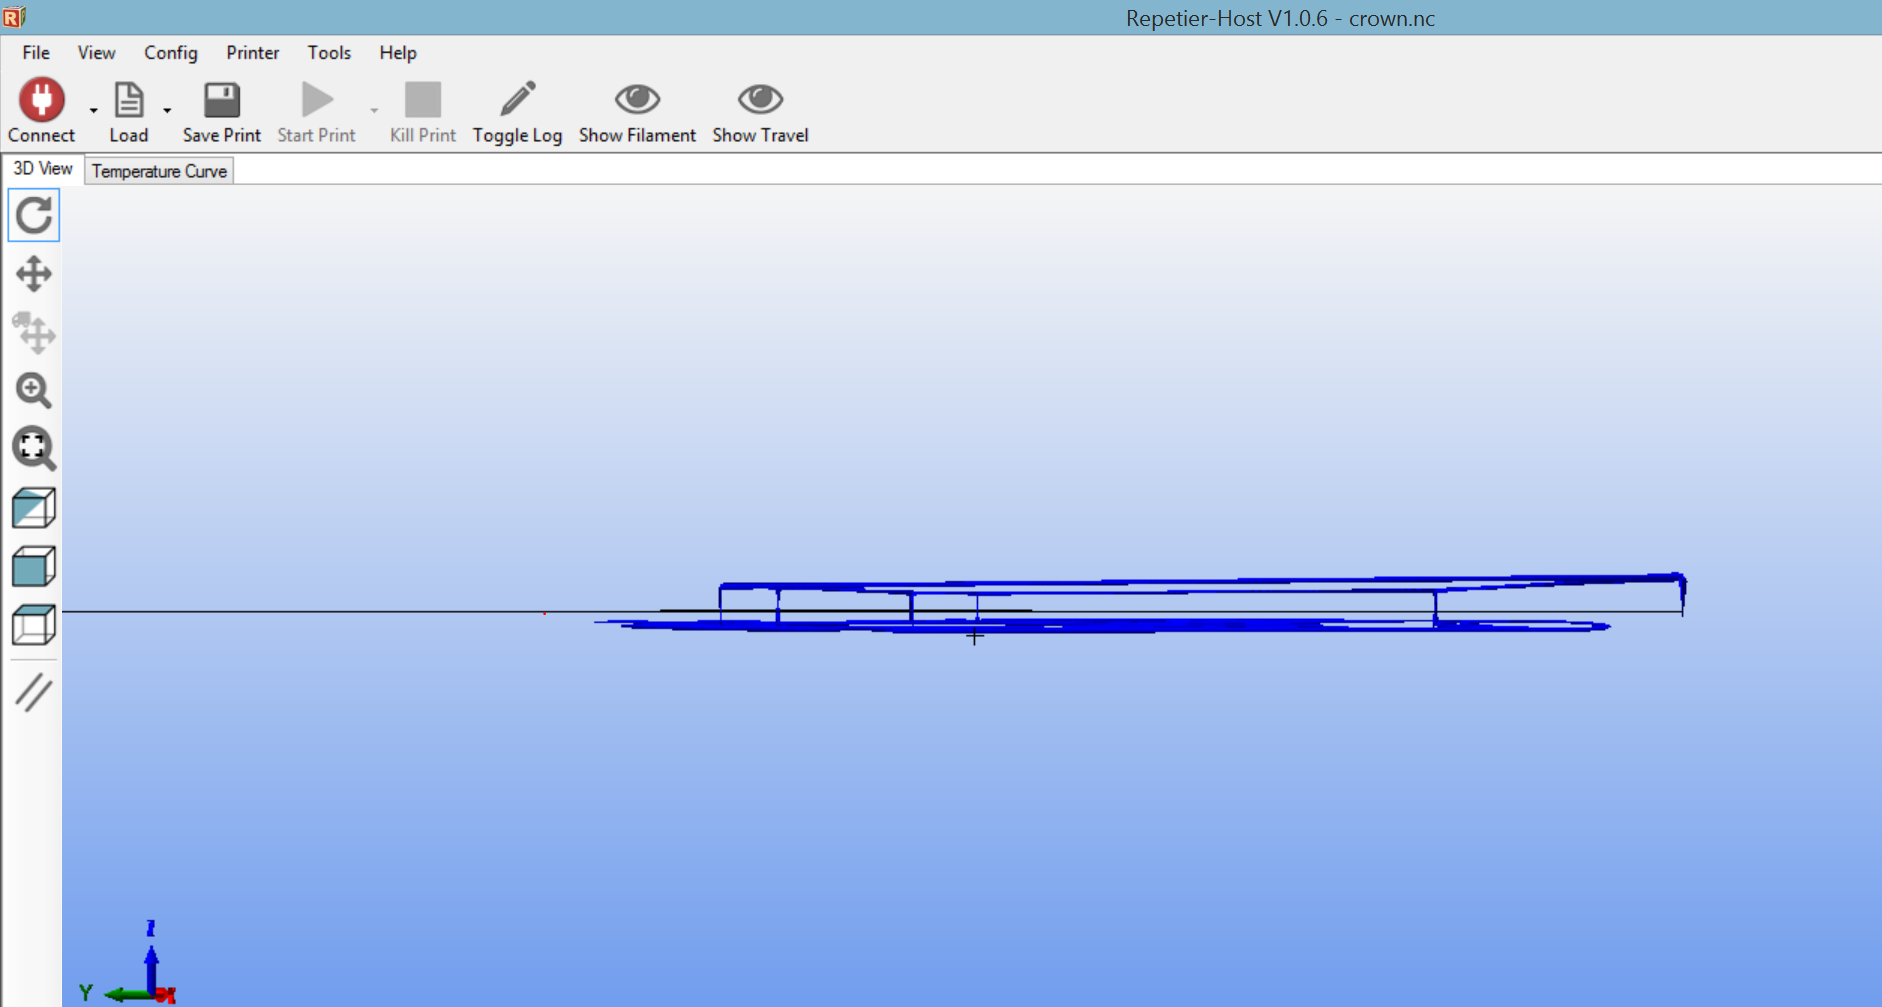 Repetier-Host V1.0.6 - crown.nc
File View Config Printer Tools Help
Connect Load Save Print Start Print Kill Print Toggle Log Show Filament Show Travel
3D View Temperature Curve
Z
Y X